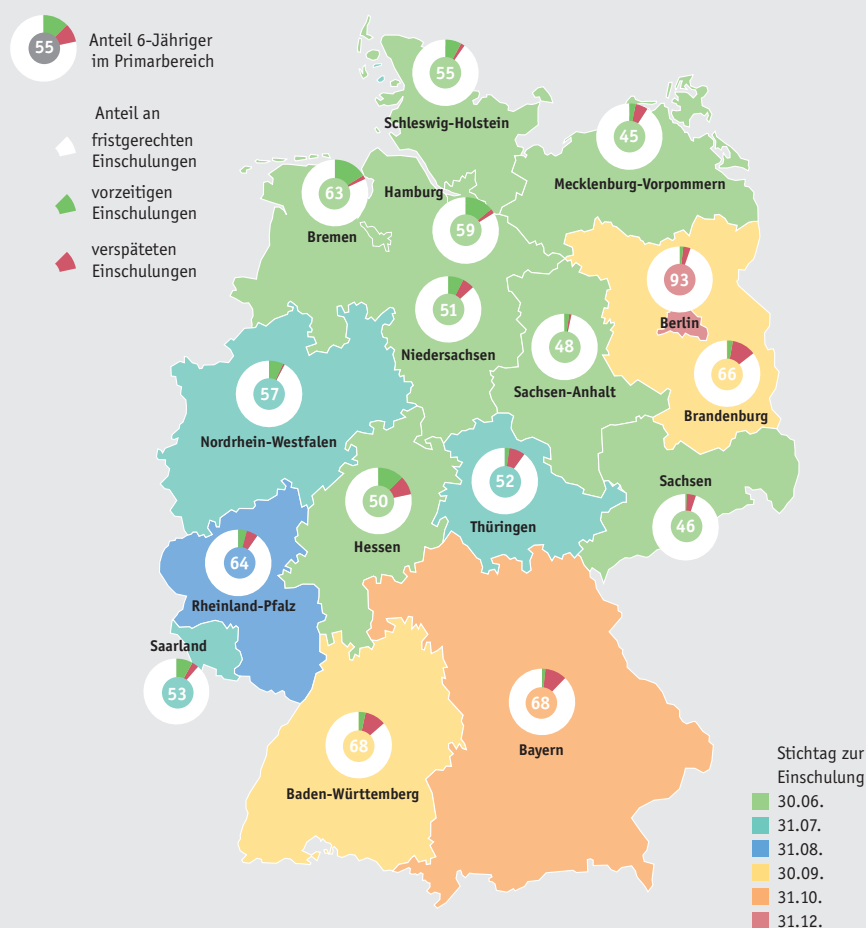 55
Anteil 6-Jähriger
im Primarbereich
Anteil an
fristgerechten
Einschulungen
vorzeitigen
Einschulungen
verspäteten
Einschulungen
55
Schleswig-Holstein
45
Mecklenburg-Vorpommern
63
Bremen
Hamburg
59
93
Berlin
51
Niedersachsen
48
Sachsen-Anhalt
66
Brandenburg
57
Nordrhein-Westfalen
52
Thüringen
Sachsen
46
50
Hessen
64
Rheinland-Pfalz
Saarland
53
68
Baden-Württemberg
68
Bayern
Stichtag zur
Einschulung
30.06.
31.07.
31.08.
30.09.
31.10.
31.12.